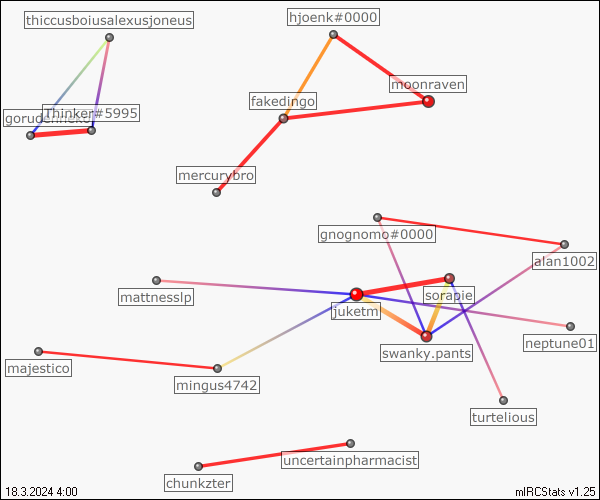 thiccusboiusalexusjoneus
hjoenk#0000
moonraven
fakedingo
Thinker#5995
mercurybro
gnognomo#0000
alan1002
mattnesslp
sorapie
juketm
neptune01
swanky.pants
majestico
mingus4742
turtelious
uncertainpharmacist
chunkzter
18.3.2024 4:00
mIRCStats v1.25